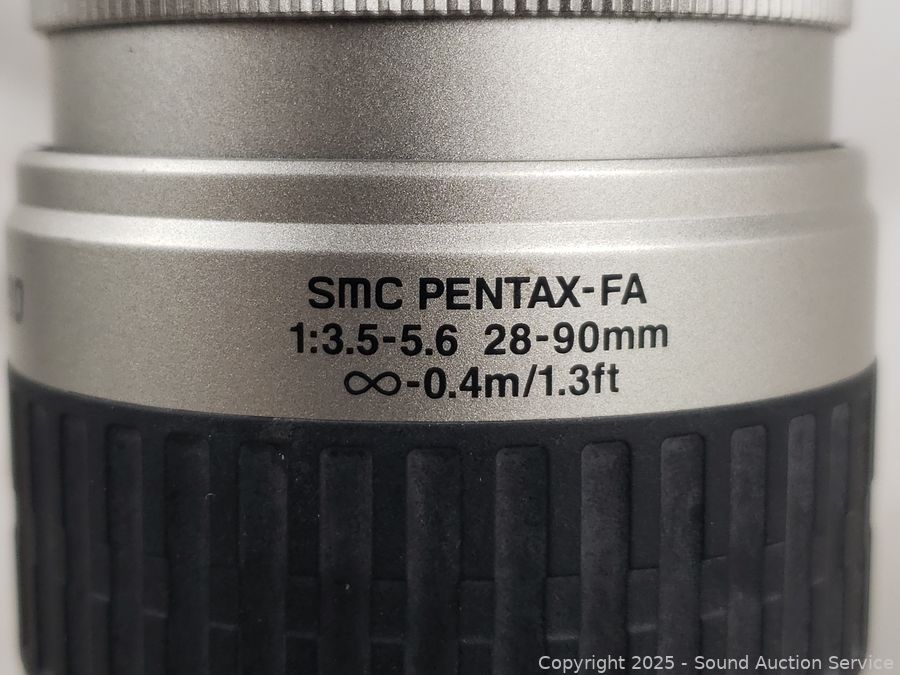 SMC PENTAX-FA
1:3.5-5.6 28-90mm
∞-0.4m/1.3ft
Copyright 2025 - Sound Auction Service